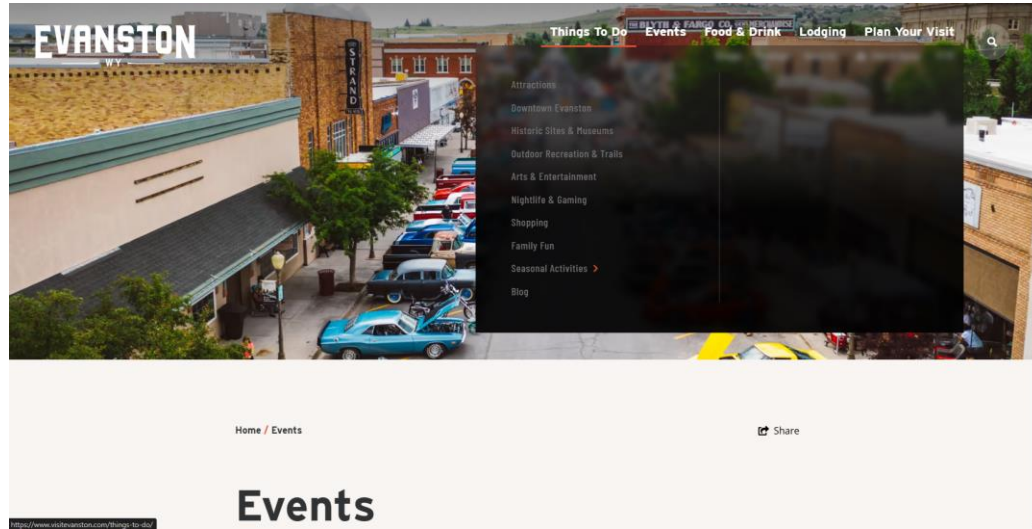 EVANSTON
WY
STRAND
BLYTH & FARGO CO.
Things To Do
Events
Food & Drink
Lodging
Plan Your Visit
Attractions
Downtown Evanston
Historic Sites & Museums
Outdoor Recreation & Trails
Arts & Entertainment
Nightlife & Gaming
Shopping
Family Fun
Seasonal Activities >
Blog
Home / Events
Share
Events
https://www.visitevanston.com/things-to-do/